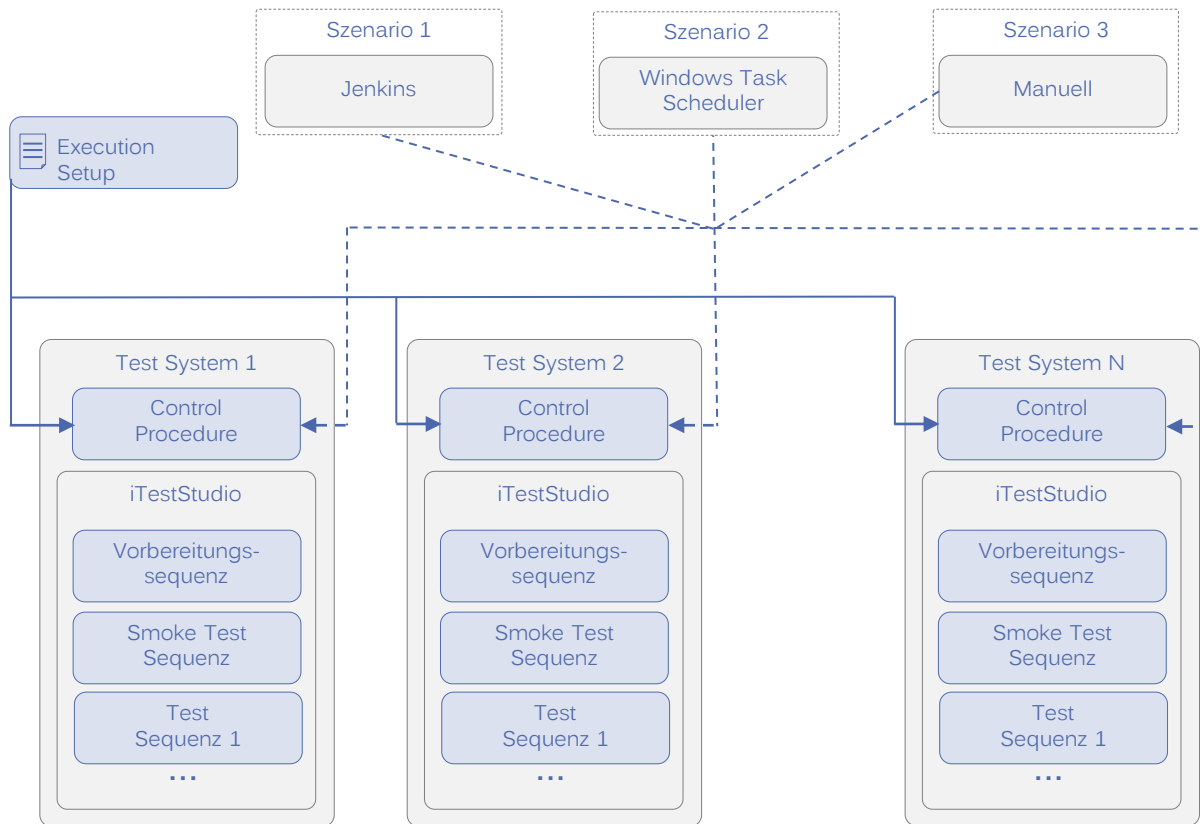 Szenario 1
Jenkins
Szenario 2
Windows Task
Scheduler
Szenario 3
Manuell
Execution
Setup
Test System 1
Control
Procedure
iTestStudio
Vorbereitungs-
sequenz
Smoke Test
Sequenz
Test
Sequenz 1
...
Test System 2
Control
Procedure
iTestStudio
Vorbereitungs-
sequenz
Smoke Test
Sequenz
Test
Sequenz 1
...
Test System N
Control
Procedure
iTestStudio
Vorbereitungs-
sequenz
Smoke Test
Sequenz
Test
Sequenz 1
...